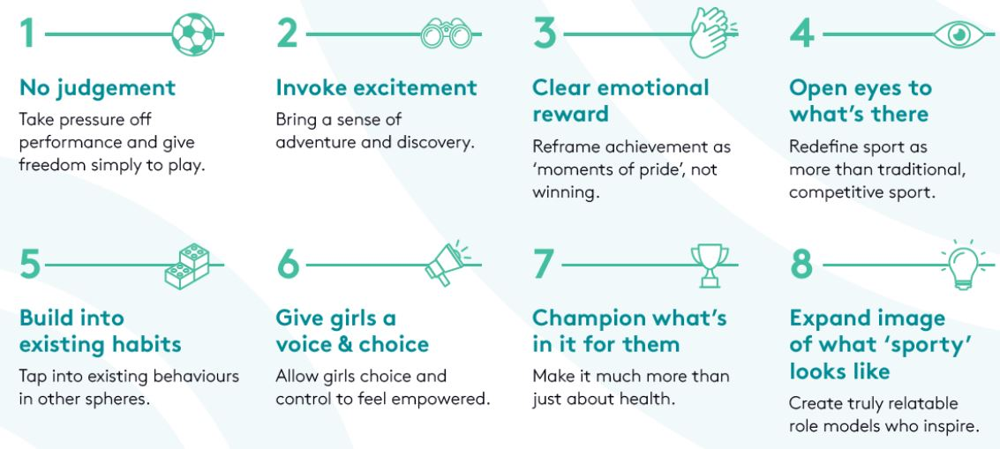 1
No judgement
Take pressure off
performance and give
freedom simply to play.
2
Invoke excitement
Bring a sense of
adventure and discovery.
3
Clear emotional
reward
Reframe achievement as
‘moments of pride’, not
winning.
4
Open eyes to
what’s there
Redefine sport as
more than traditional,
competitive sport.
5
Build into
existing habits
Tap into existing behaviours
in other spheres.
6
Give girls a
voice & choice
Allow girls choice and
control to feel empowered.
7
Champion what’s
in it for them
Make it much more than
just about health.
8
Expand image
of what ‘sporty’
looks like
Create truly relatable
role models who inspire.